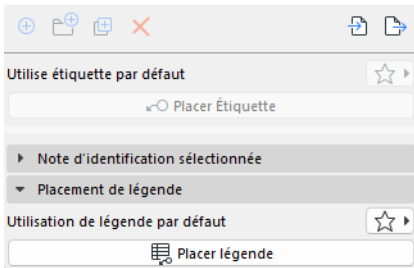 Utilise étiquette par défaut
Placer Étiquette
Note d'identification sélectionnée
Placement de légende
Utilisation de légende par défaut
Placer légende